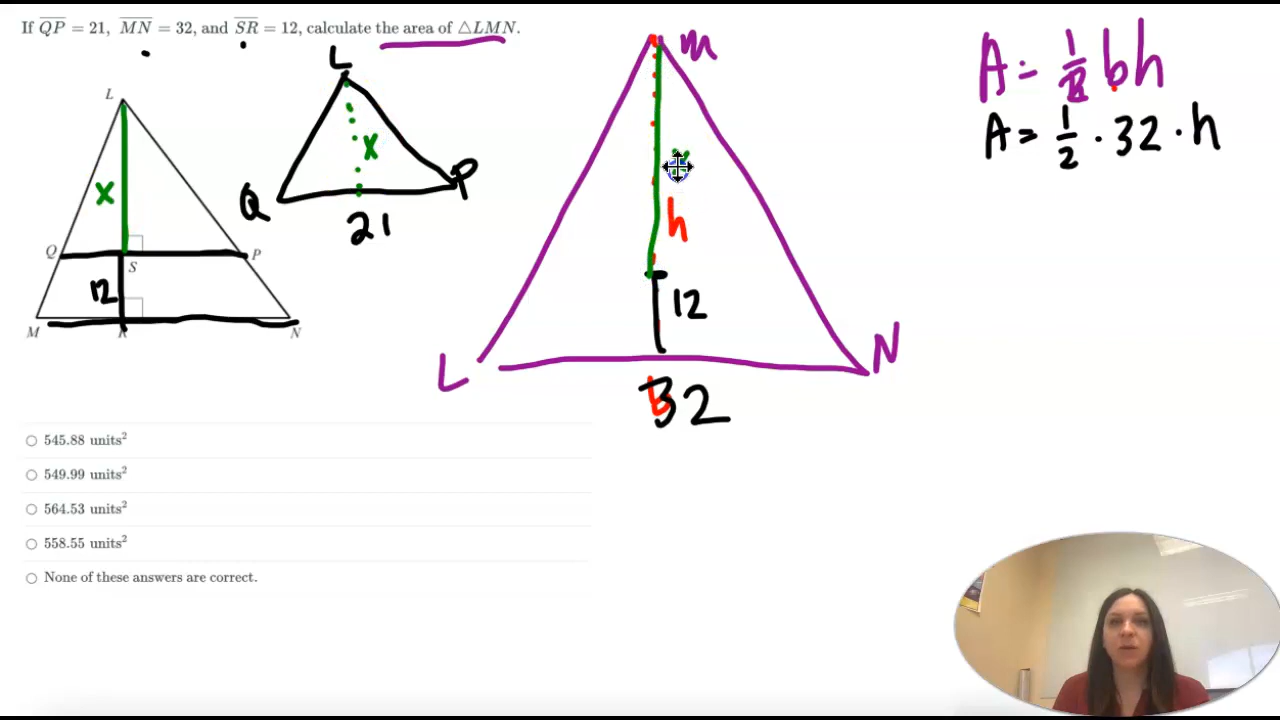 If QP = 21, MN = 32, and SR = 12, calculate the area of △LMN.
L
X
Q
P
S
12
M
R
N
L
X
Q
P
21
m
h
12
L
N
32
A = 1/2 bh
A = 1/2 · 32 · h
545.88 units²
549.99 units²
564.53 units²
558.55 units²
None of these answers are correct.